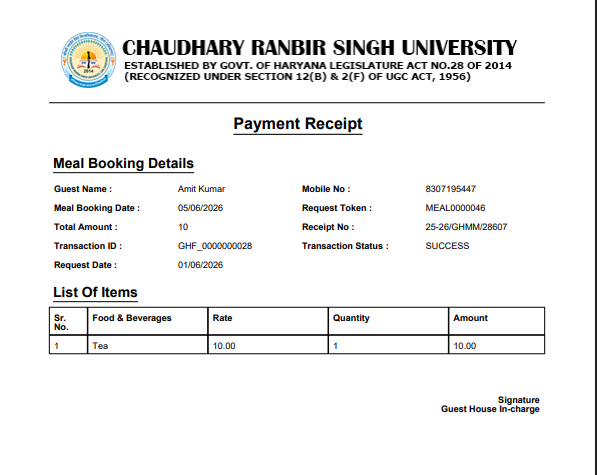 CHAUDHARY RANBIR SINGH UNIVERSITY
ESTABLISHED BY GOVT. OF HARYANA LEGISLATURE ACT NO.28 OF 2014
(RECOGNIZED UNDER SECTION 12(B) & 2(F) OF UGC ACT, 1956)
2014
Payment Receipt
Meal Booking Details
Guest Name : Amit Kumar Mobile No : 8307195447
Meal Booking Date : 05/06/2026 Request Token : MEAL0000046
Total Amount : 10 Receipt No : 25-26/GHMM/28607
Transaction ID : GHF_0000000028 Transaction Status : SUCCESS
Request Date : 01/06/2026
List Of Items
Sr. No. Food & Beverages Rate Quantity Amount
1 Tea 10.00 1 10.00
Signature
Guest House In-charge